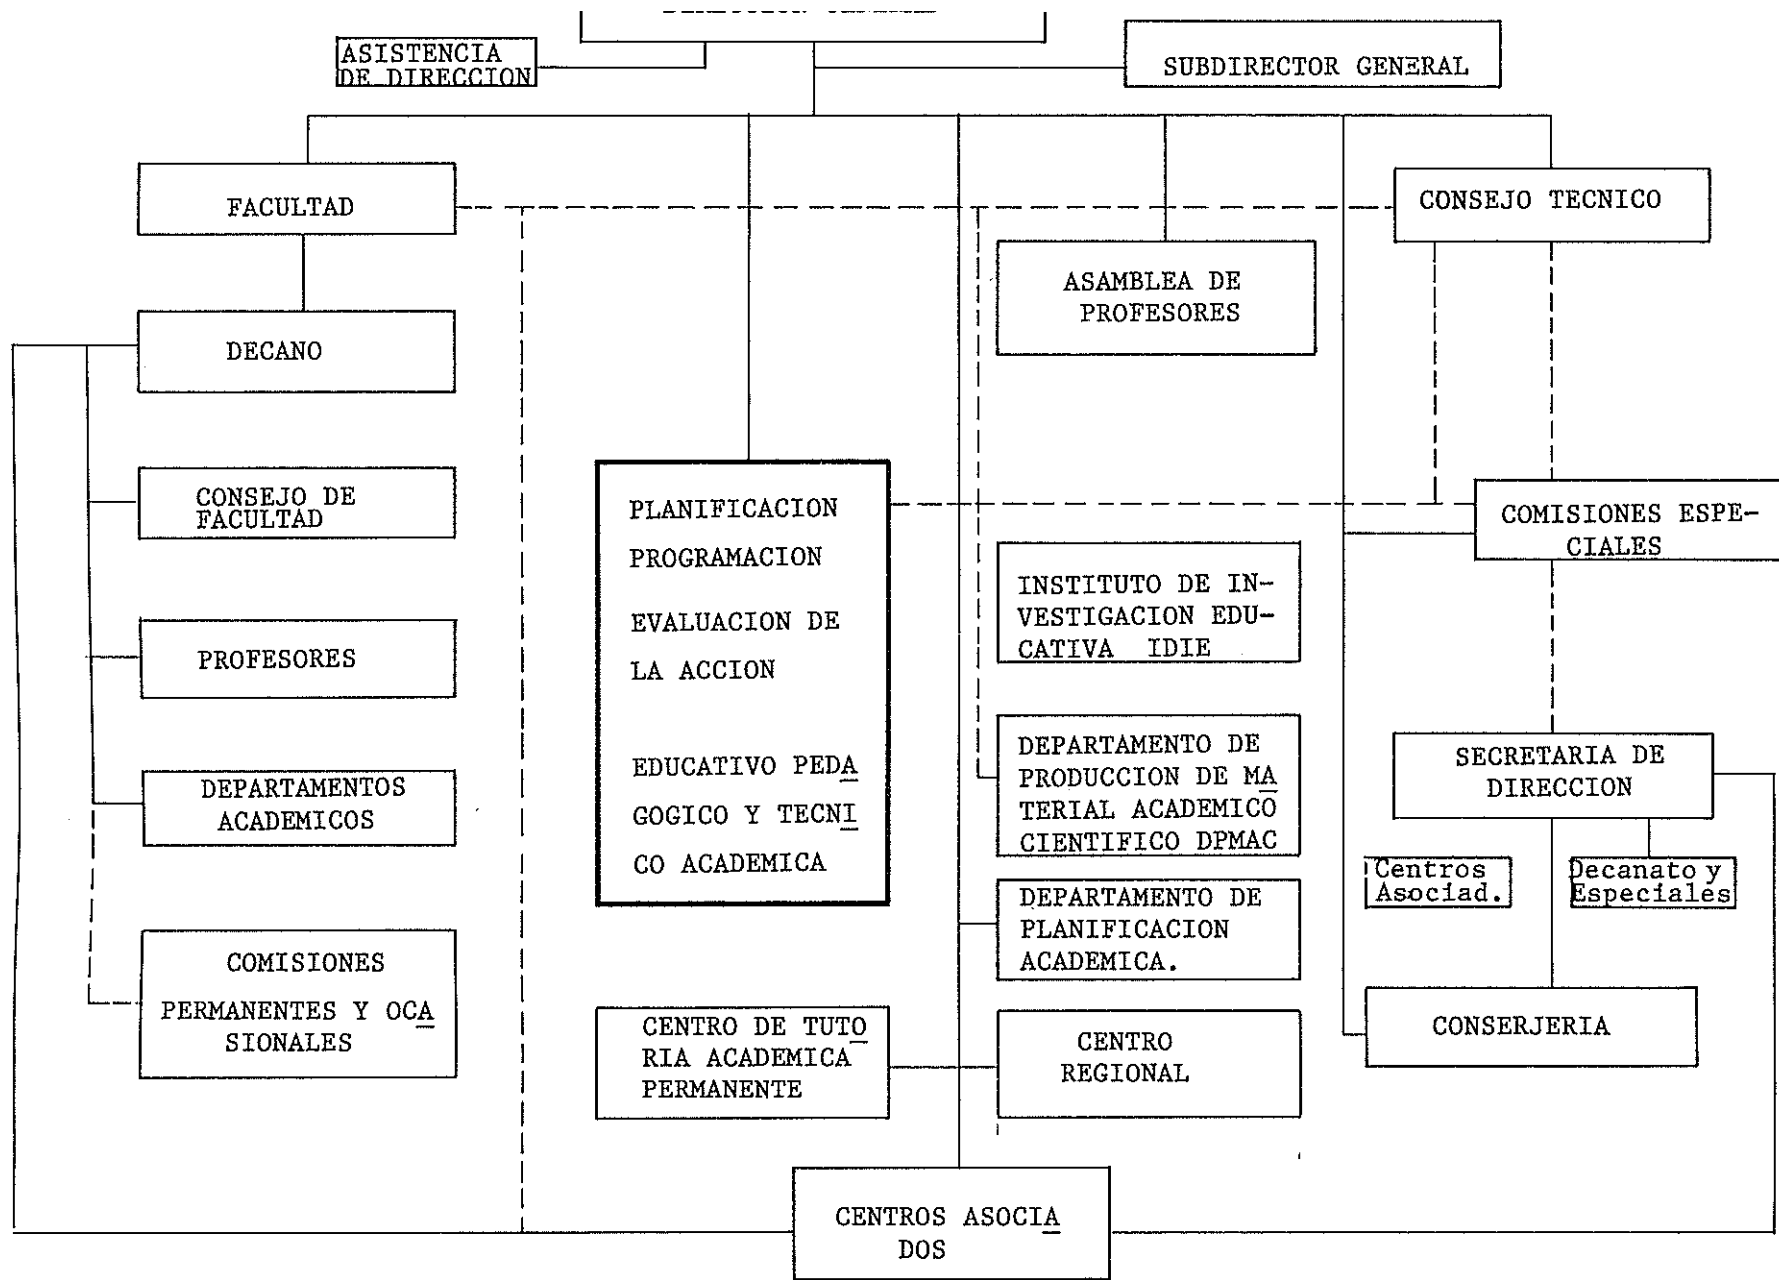 ASISTENCIA
DE DIRECCION
SUBDIRECTOR GENERAL
FACULTAD
CONSEJO TECNICO
ASAMBLEA DE
PROFESORES
DECANO
CONSEJO DE
FACULTAD
PLANIFICACION
PROGRAMACION
EVALUACION DE
LA ACCION
EDUCATIVO PEDA
GOGICO Y TECNI
CO ACADEMICA
COMISIONES ESPE-
CIALES
INSTITUTO DE IN-
VESTIGACION EDU-
CATIVA IDIE
PROFESORES
DEPARTAMENTO DE
PRODUCCION DE MA
TERIAL ACADEMICO
CIENTIFICO DPMAC
SECRETARIA DE
DIRECCION
DEPARTAMENTOS
ACADEMICOS
Centros
Asociad.
Decanato y
Especiales
DEPARTAMENTO DE
PLANIFICACION
ACADEMICA.
COMISIONES
PERMANENTES Y OCA
SIONALES
CENTRO DE TUTO
RIA ACADEMICA
PERMANENTE
CENTRO
REGIONAL
CONSERJERIA
CENTROS ASOCIA
DOS